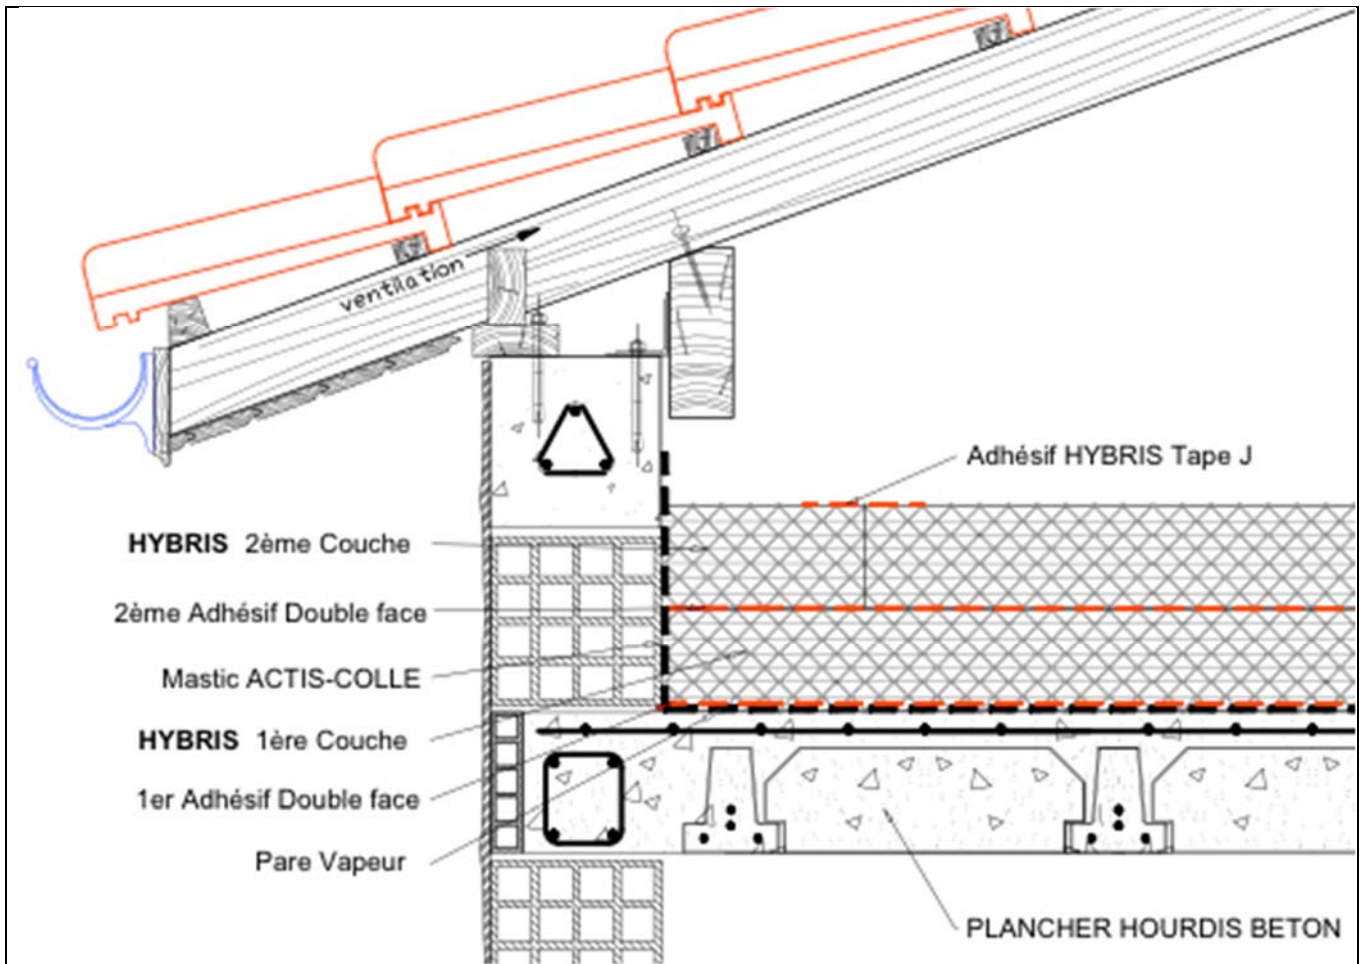 ventilation
Adhésif HYBRIS Tape J
HYBRIS 2ème Couche
2ème Adhésif Double face
Mastic ACTIS-COLLE
HYBRIS 1ère Couche
1er Adhésif Double face
Pare Vapeur
PLANCHER HOURDIS BETON